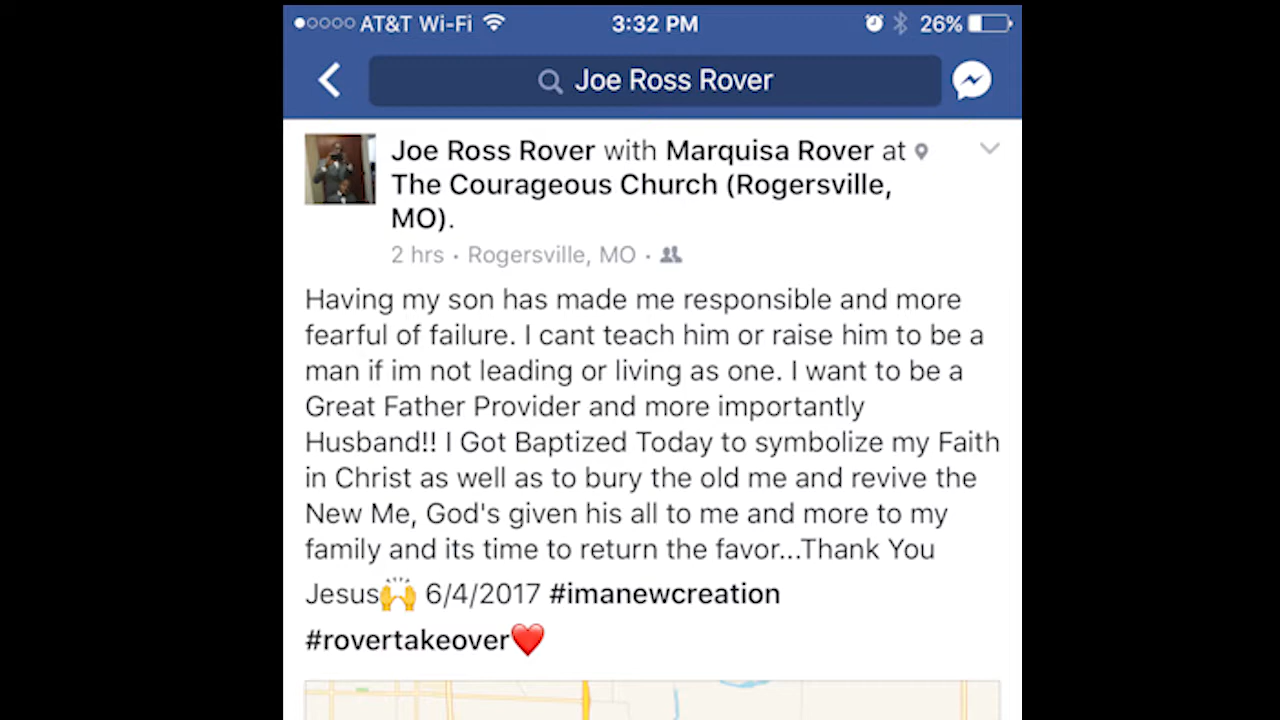 AT&T Wi-Fi 3:32 PM 26%
Joe Ross Rover
Joe Ross Rover with Marquisa Rover at
The Courageous Church (Rogersville,
MO).
2 hrs · Rogersville, MO ·
Having my son has made me responsible and more
fearful of failure. I cant teach him or raise him to be a
man if im not leading or living as one. I want to be a
Great Father Provider and more importantly
Husband!! I Got Baptized Today to symbolize my Faith
in Christ as well as to bury the old me and revive the
New Me, God's given his all to me and more to my
family and its time to return the favor...Thank You
Jesus🙌 6/4/2017 #imanewcreation
#rovertakeover❤️